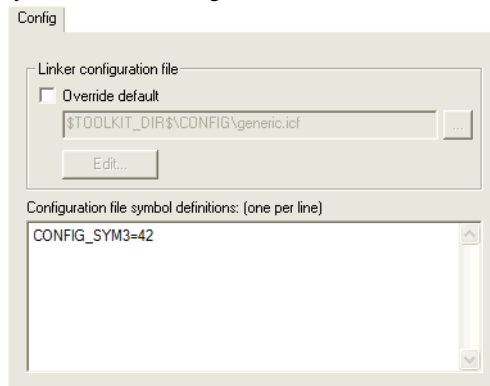 Config
Linker configuration file
Override default
$TOOLKIT_DIR$\CONFIG\generic.icf
...
Edit...
Configuration file symbol definitions: (one per line)
CONFIG_SYM3=42